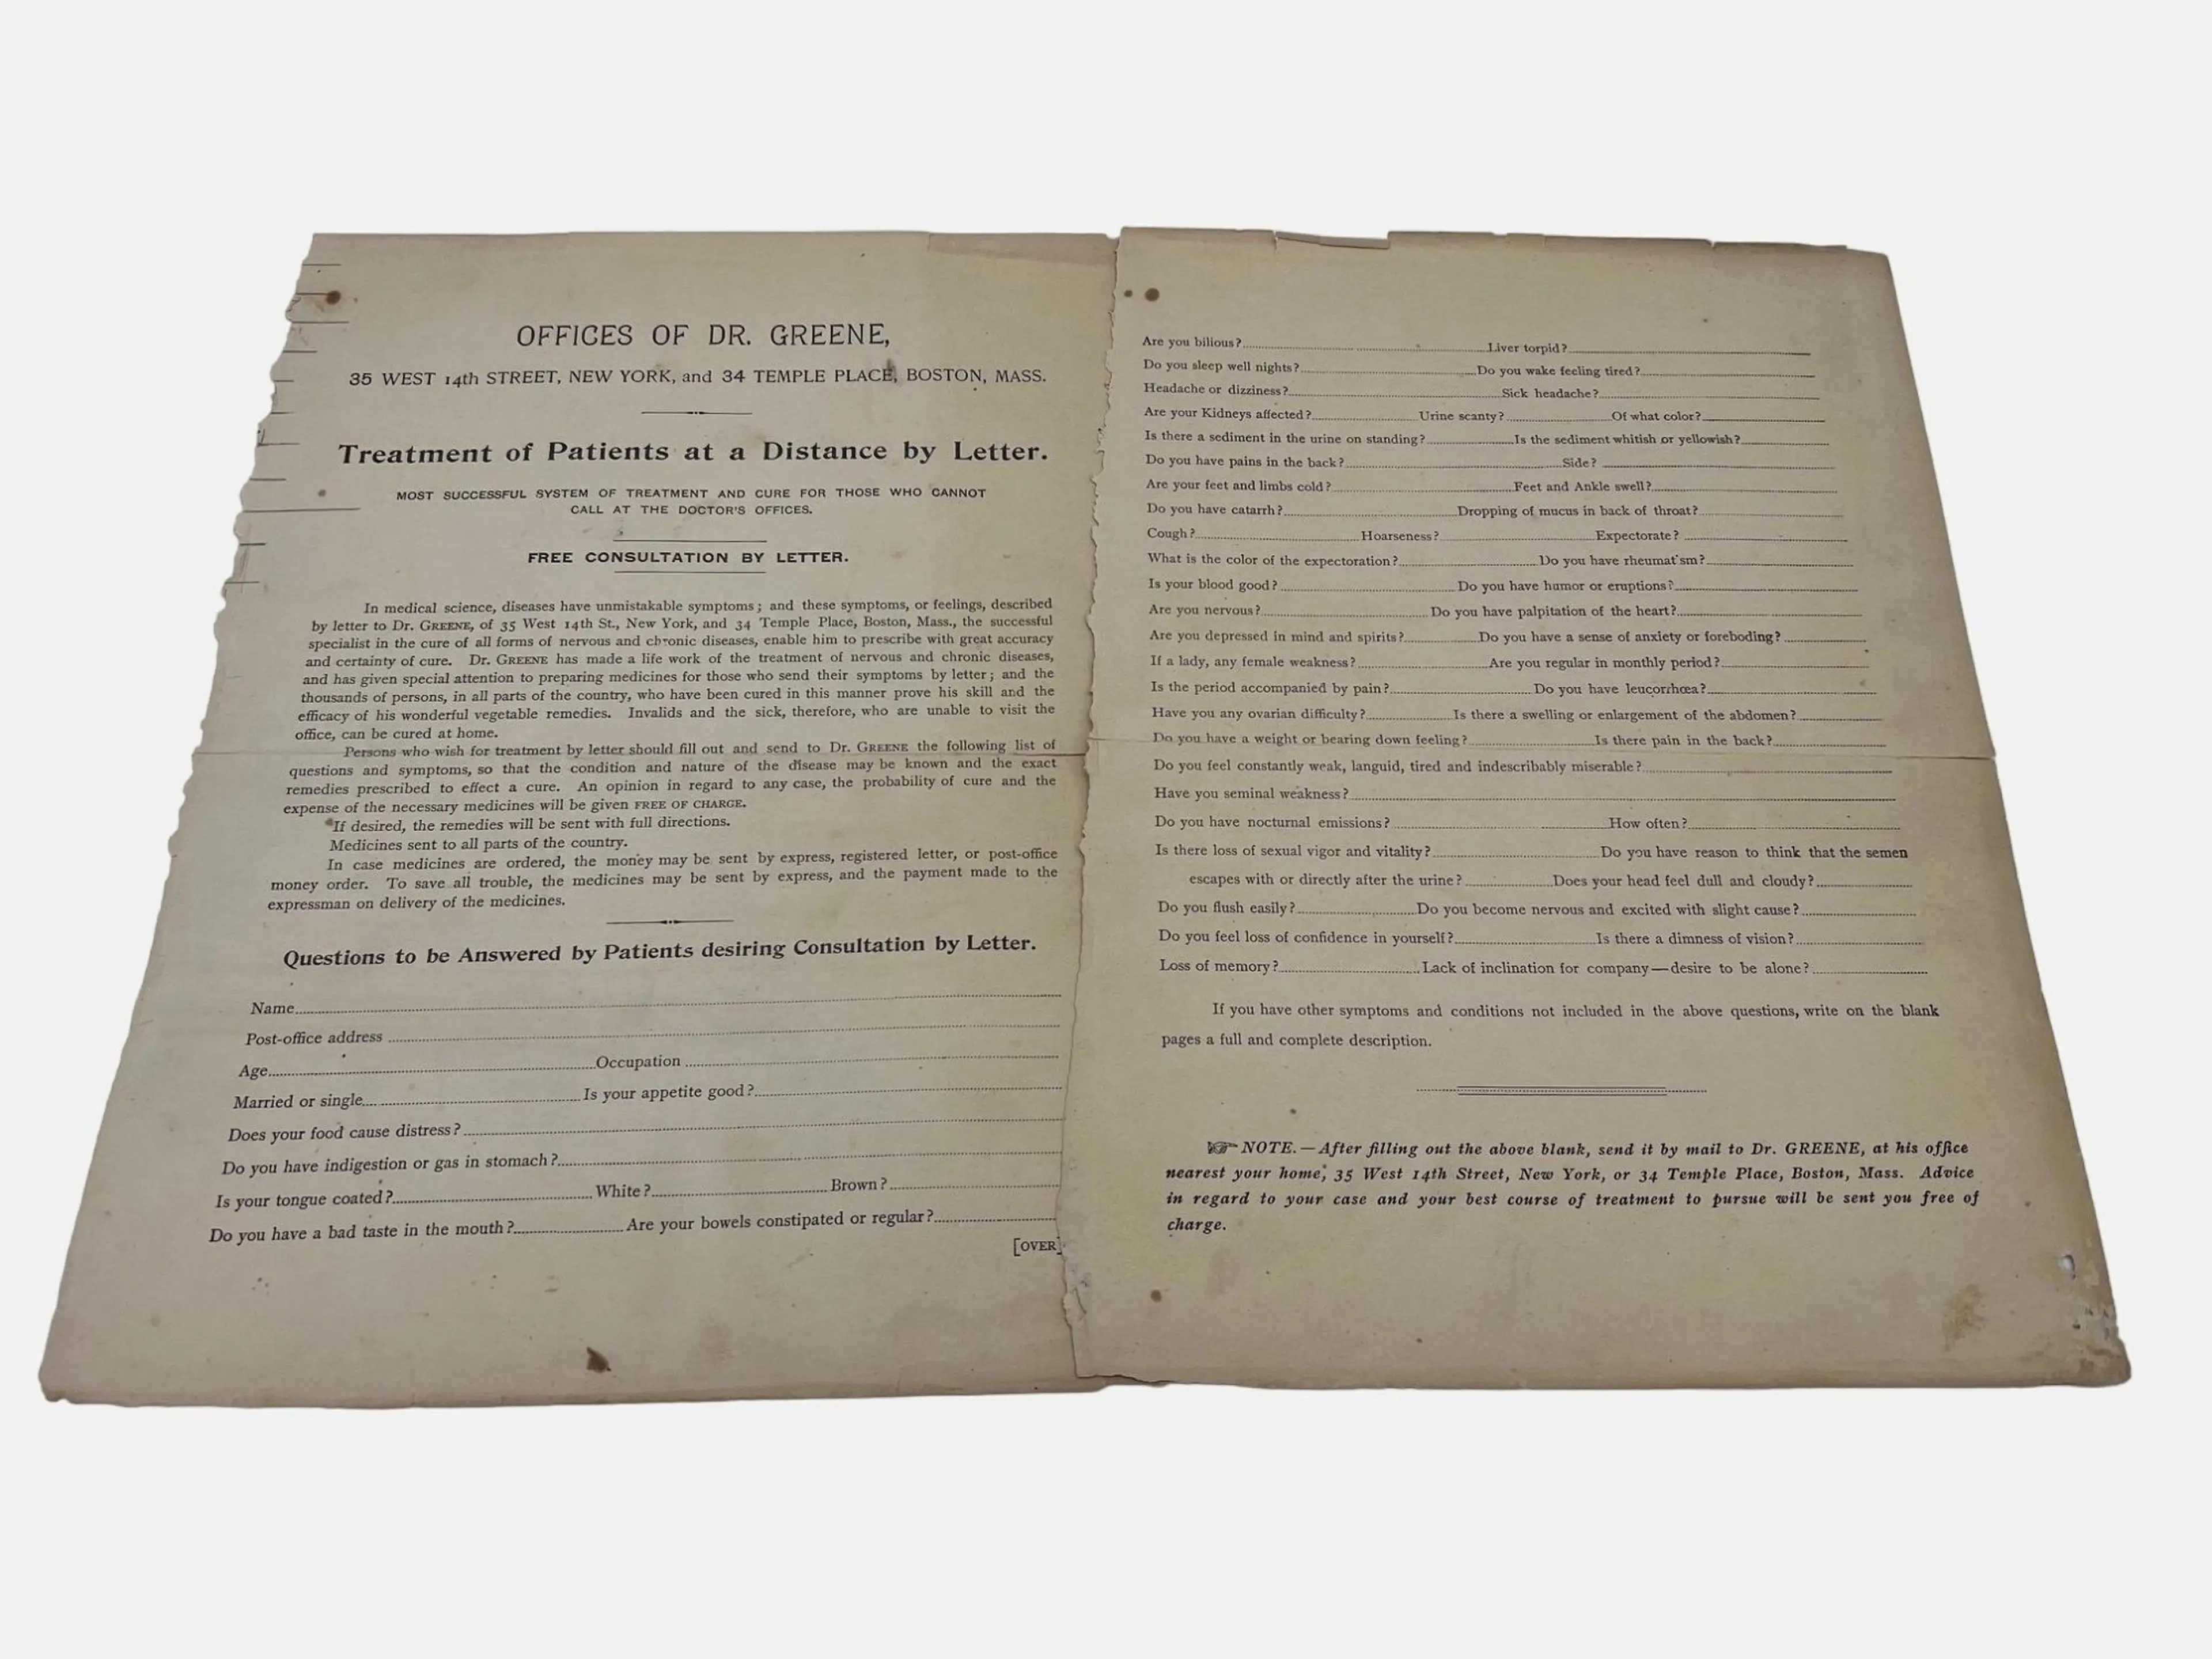 OFFICES OF DR. GREENE,
35 WEST 14th STREET, NEW YORK, and 34 TEMPLE PLACE, BOSTON, MASS.
Treatment of Patients at a Distance by Letter.
MOST SUCCESSFUL SYSTEM OF TREATMENT AND CURE FOR THOSE WHO CANNOT
CALL AT THE DOCTOR'S OFFICES.
FREE CONSULTATION BY LETTER.
In medical science, diseases have unmistakable symptoms; and these symptoms, or feelings, described
by letter to Dr. GREENE, of 35 West 14th St., New York, and 34 Temple Place, Boston, Mass., the successful
specialist in the cure of all forms of nervous and chronic diseases, enable him to prescribe with great accuracy
and certainty of cure. Dr. GREENE has made a life work of the treatment of nervous and chronic diseases,
and has given special attention to preparing medicines for those who send their symptoms by letter; and the
thousands of persons, in all parts of the country, who have been cured in this manner prove his skill and the
efficacy of his wonderful vegetable remedies. Invalids and the sick, therefore, who are unable to visit the
office, can be cured at home.
Persons who wish for treatment by letter should fill out and send to Dr. GREENE the following list of
questions and symptoms, so that the condition and nature of the disease may be known and the exact
remedies prescribed to effect a cure. An opinion in regard to any case, the probability of cure and the
expense of the necessary medicines will be given FREE OF CHARGE.
If desired, the remedies will be sent with full directions.
Medicines sent to all parts of the country.
In case medicines are ordered, the money may be sent by express, registered letter, or post-office
money order. To save all trouble, the medicines may be sent by express, and the payment made to the
expressman on delivery of the medicines.
Questions to be Answered by Patients desiring Consultation by Letter.
Name
Post-office address
Age Occupation
Married or single Is your appetite good?
Does your food cause distress?
Do you have indigestion or gas in stomach?
Is your tongue coated? White? Brown?
Do you have a bad taste in the mouth? Are your bowels constipated or regular?
[OVER]
Are you bilious? Liver torpid?
Do you sleep well nights? Do you wake feeling tired?
Headache or dizziness? Sick headache?
Are your Kidneys affected? Urine scanty? Of what color?
Is there a sediment in the urine on standing? Is the sediment whitish or yellowish?
Do you have pains in the back? Side?
Are your feet and limbs cold? Feet and Ankle swell?
Do you have catarrh? Dropping of mucus in back of throat?
Cough? Hoarseness? Expectorate?
What is the color of the expectoration? Do you have rheumat'sm?
Is your blood good? Do you have humor or eruptions?
Are you nervous? Do you have palpitation of the heart?
Are you depressed in mind and spirits? Do you have a sense of anxiety or foreboding?
If a lady, any female weakness? Are you regular in monthly period?
Is the period accompanied by pain? Do you have leucorrhœa?
Have you any ovarian difficulty? Is there a swelling or enlargement of the abdomen?
Do you have a weight or bearing down feeling? Is there pain in the back?
Do you feel constantly weak, languid, tired and indescribably miserable?
Have you seminal weakness?
Do you have nocturnal emissions? How often?
Is there loss of sexual vigor and vitality? Do you have reason to think that the semen
escapes with or directly after the urine? Does your head feel dull and cloudy?
Do you flush easily? Do you become nervous and excited with slight cause?
Do you feel loss of confidence in yourself? Is there a dimness of vision?
Loss of memory? Lack of inclination for company—desire to be alone?
If you have other symptoms and conditions not included in the above questions, write on the blank
pages a full and complete description.
☞ NOTE.—After filling out the above blank, send it by mail to Dr. GREENE, at his office
nearest your home, 35 West 14th Street, New York, or 34 Temple Place, Boston, Mass. Advice
in regard to your case and your best course of treatment to pursue will be sent you free of
charge.